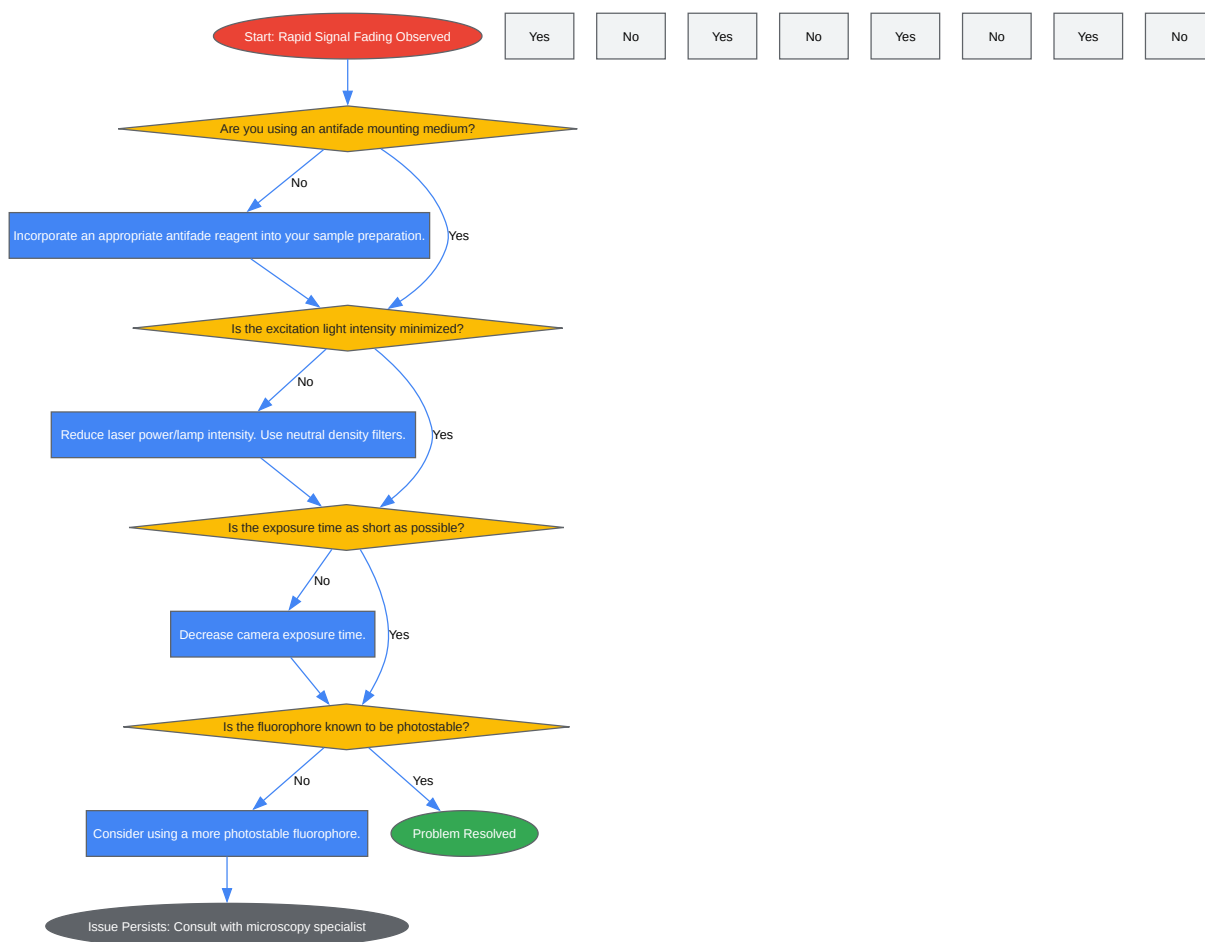 Start: Rapid Signal Fading Observed
Yes
No
Yes
No
Yes
No
Yes
No
Are you using an antifade mounting medium?
No
Incorporate an appropriate antifade reagent into your sample preparation.
Yes
Is the excitation light intensity minimized?
No
Reduce laser power/lamp intensity. Use neutral density filters.
Yes
Is the exposure time as short as possible?
No
Decrease camera exposure time.
Yes
Is the fluorophore known to be photostable?
No
Yes
Consider using a more photostable fluorophore.
Problem Resolved
Issue Persists: Consult with microscopy specialist